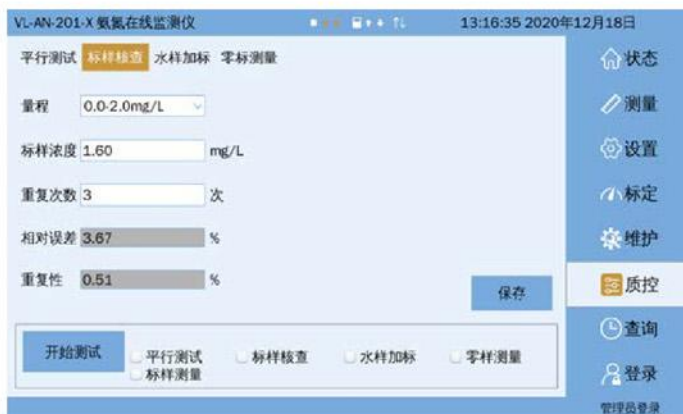 VL-AN-201-X 氨氮在线监测仪 13:16:35 2020年12月18日
平行测试 标样核查 水样加标 零标测量
量程 0.0-2.0mg/L
标样浓度 1.60 mg/L
重复次数 3 次
相对误差 3.67 %
重复性 0.51 %
保存
开始测试 平行测试 标样核查 水样加标 零样测量
标样测量
状态
测量
设置
标定
维护
质控
查询
登录
管理员登录